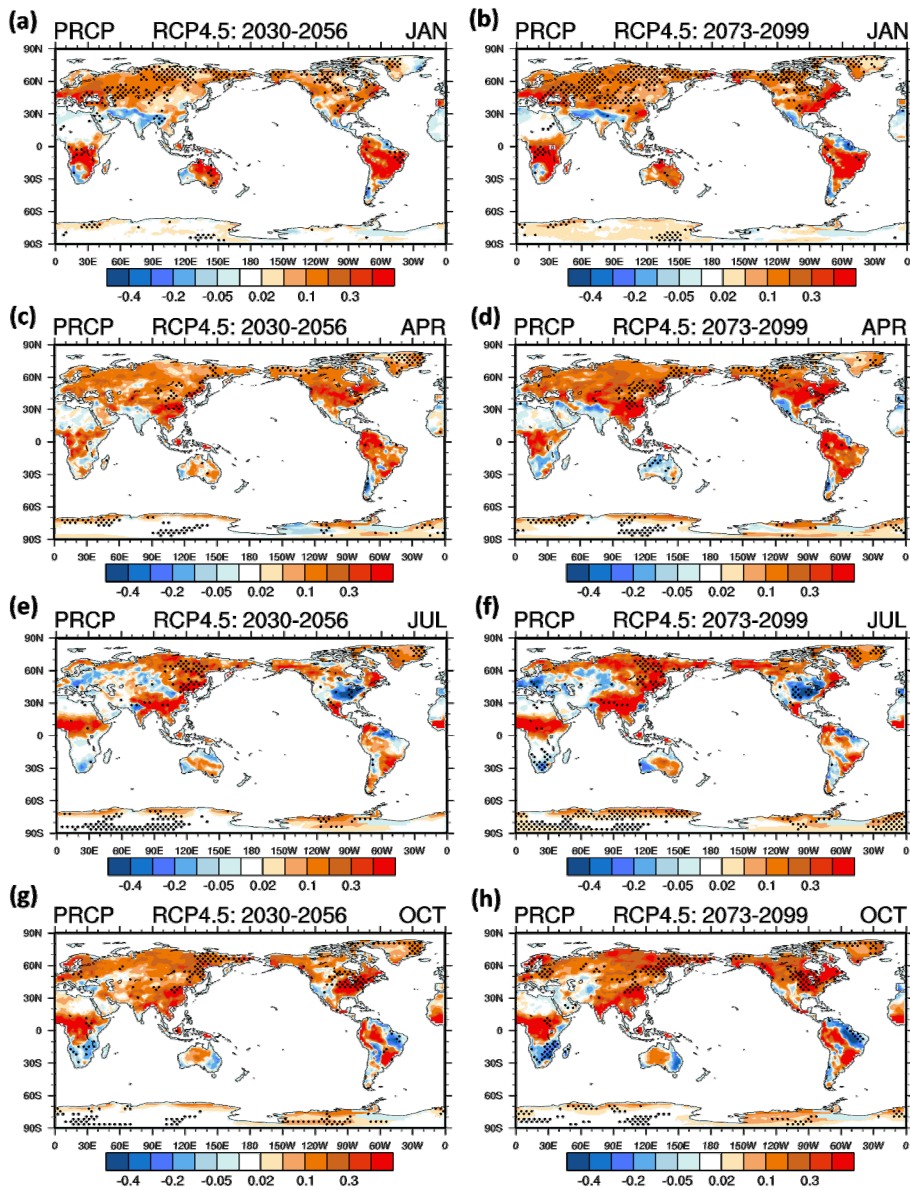 (a) (b)
PRCP RCP4.5: 2030-2056 JAN PRCP RCP4.5: 2073-2099 JAN
90N 90N
60N 60N
30N 30N
0 0
30S 30S
60S 60S
90S 90S
0 30E 60E 90E 120E 150E 180 150W 120W 90W 60W 30W 0 0 30E 60E 90E 120E 150E 180 150W 120W 90W 60W 30W 0
-0.4 -0.2 -0.05 0.02 0.1 0.3 -0.4 -0.2 -0.05 0.02 0.1 0.3
(c) (d)
PRCP RCP4.5: 2030-2056 APR PRCP RCP4.5: 2073-2099 APR
90N 90N
60N 60N
30N 30N
0 0
30S 30S
60S 60S
90S 90S
0 30E 60E 90E 120E 150E 180 150W 120W 90W 60W 30W 0 0 30E 60E 90E 120E 150E 180 150W 120W 90W 60W 30W 0
-0.4 -0.2 -0.05 0.02 0.1 0.3 -0.4 -0.2 -0.05 0.02 0.1 0.3
(e) (f)
PRCP RCP4.5: 2030-2056 JUL PRCP RCP4.5: 2073-2099 JUL
90N 90N
60N 60N
30N 30N
0 0
30S 30S
60S 60S
90S 90S
0 30E 60E 90E 120E 150E 180 150W 120W 90W 60W 30W 0 0 30E 60E 90E 120E 150E 180 150W 120W 90W 60W 30W 0
-0.4 -0.2 -0.05 0.02 0.1 0.3 -0.4 -0.2 -0.05 0.02 0.1 0.3
(g) (h)
PRCP RCP4.5: 2030-2056 OCT PRCP RCP4.5: 2073-2099 OCT
90N 90N
60N 60N
30N 30N
0 0
30S 30S
60S 60S
90S 90S
0 30E 60E 90E 120E 150E 180 150W 120W 90W 60W 30W 0 0 30E 60E 90E 120E 150E 180 150W 120W 90W 60W 30W 0
-0.4 -0.2 -0.05 0.02 0.1 0.3 -0.4 -0.2 -0.05 0.02 0.1 0.3